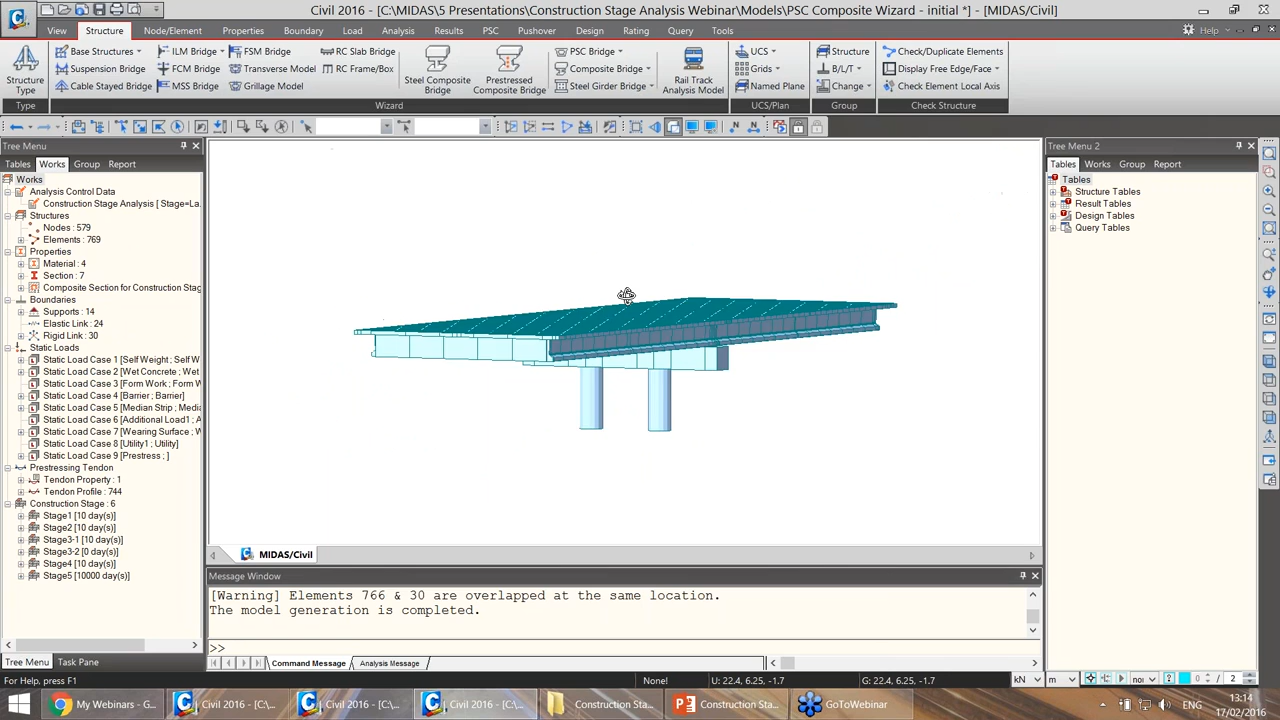 Civil 2016 - [C:\MIDAS\5 Presentations\Construction Stage Analysis Webinar\UK\PSC Composite Wizard - initial *] - [MIDAS/Civil]
View Structure Node/Element Properties Boundary Load Analysis Results PSC Pushover Design Rating Query Tools Help
Structure Type
Type
Base Structures
Suspension Bridge
Cable Stayed Bridge
ILM Bridge
FCM Bridge
MSS Bridge
FSM Bridge
Transverse Model
Grillage Model
RC Slab Bridge
RC Frame/Box
Steel Composite Bridge
Prestressed Composite Bridge
PSC Bridge
Composite Bridge
Steel Girder Bridge
Rail Track Analysis Model
Wizard
UCS
Grids
Named Plane
UCS/Plan
Structure
B/L/T
Change
Group
Check/Duplicate Elements
Display Free Edge/Face
Check Element Local Axis
Check Structure
Tree Menu
Tables Works Group Report
Works
Analysis Control Data
Construction Stage Analysis [ Stage=La...
Structures
Nodes : 579
Elements : 769
Properties
Material : 4
Section : 7
Composite Section for Construction Stage
Boundaries
Supports : 14
Elastic Link : 24
Rigid Link : 30
Static Loads
Static Load Case 1 [Self Weight ; Self W
Static Load Case 2 [Wet Concrete ; We
Static Load Case 3 [Form Work ; Form W
Static Load Case 4 [Barrier ; Barrier]
Static Load Case 5 [Median Strip ; Media
Static Load Case 6 [Additional Load1 ; A
Static Load Case 7 [Wearing Surface ; W
Static Load Case 8 [Utility1 ; Utility]
Static Load Case 9 [Prestress ; ]
Prestressing Tendon
Tendon Property : 1
Tendon Profile : 744
Construction Stage : 6
Stage1 [10 day(s)]
Stage2 [10 day(s)]
Stage3-1 [10 day(s)]
Stage3-2 [0 day(s)]
Stage4 [10 day(s)]
Stage5 [10000 day(s)]
Tree Menu Task Pane
MIDAS/Civil
Message Window
[Warning] Elements 766 & 30 are overlapped at the same location.
The model generation is completed.
>>
Command Message Analysis Message
Tree Menu 2
Tables Works Group Report
Tables
Structure Tables
Result Tables
Design Tables
Query Tables
For Help, press F1
None!
U: 22.4, 6.25, -1.7
G: 22.4, 6.25, -1.7
kN m
2
My Webinars - G...
Civil 2016 - [C:\...
Civil 2016 - [C:\...
Civil 2016 - [C:\...
Construction Sta...
Construction Sta...
GoToWebinar
ENG
13:14
17/02/2016